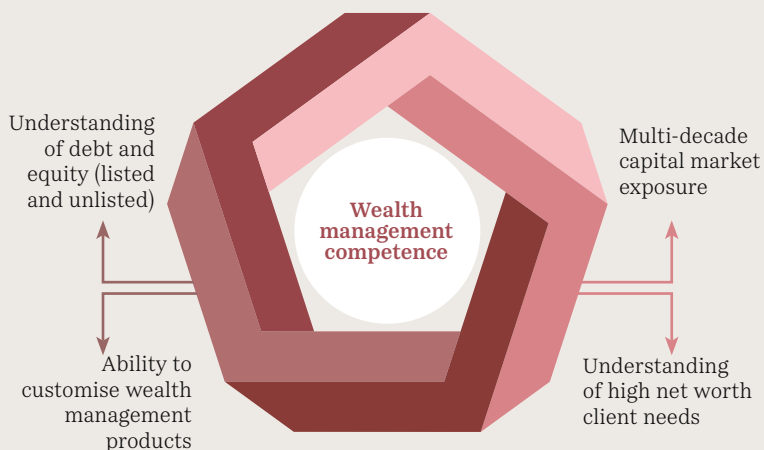 Understanding
of debt and
equity (listed
and unlisted)
Multi-decade
capital market
exposure
Wealth
management
competence
Ability to
customise wealth
management
products
Understanding
of high net worth
client needs